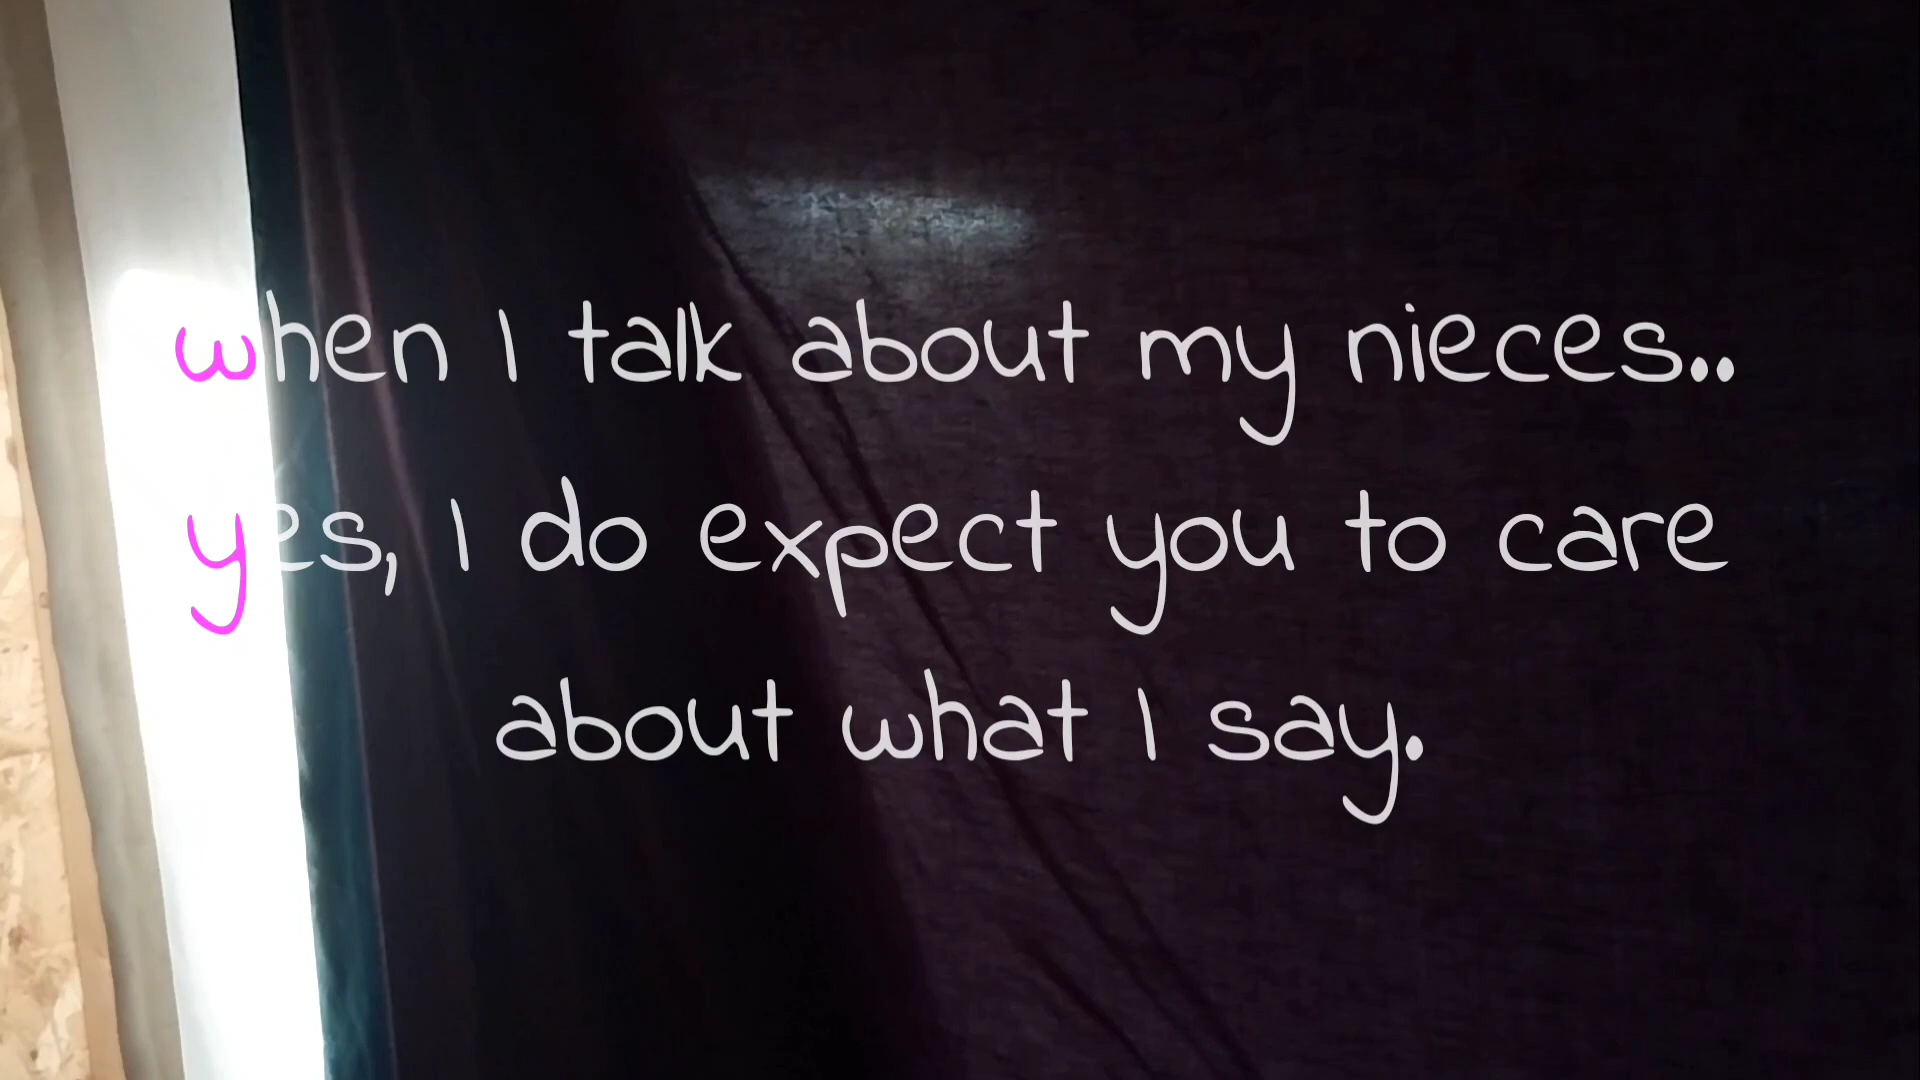 when I talk about my nieces..
yes, I do expect you to care
about what I say.